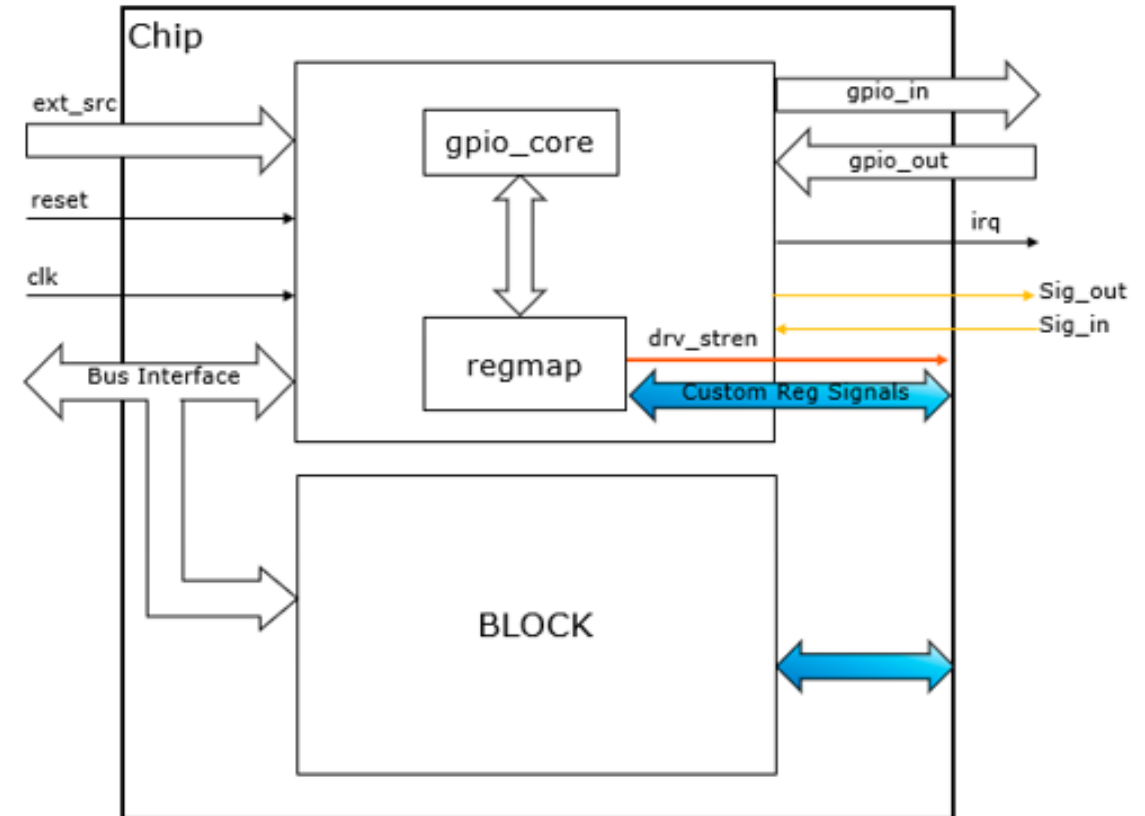 Chip
ext_src
gpio_in
gpio_core
gpio_out
reset
irq
clk
Sig_out
Sig_in
drv_stren
regmap
Bus Interface
Custom Reg Signals
BLOCK